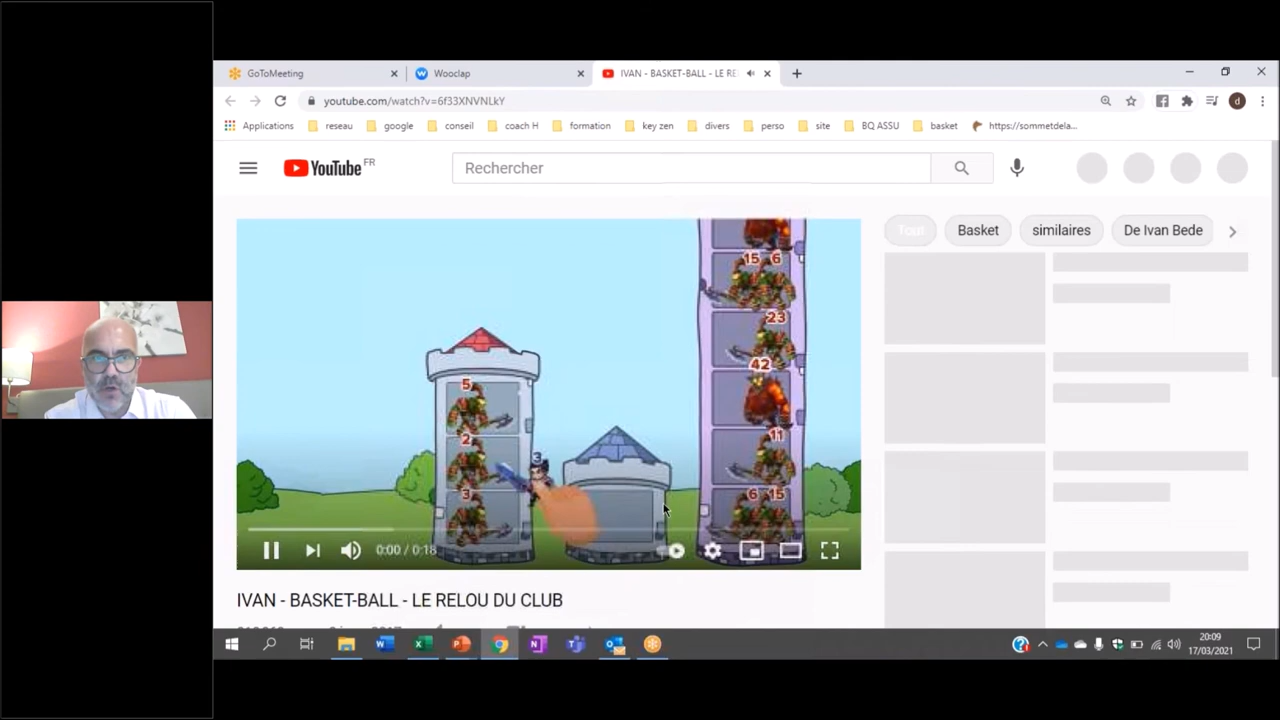 GoToMeeting
Wooclap
IVAN - BASKET-BALL - LE RE
youtube.com/watch?v=6f33XNVNLkY
d
Applications reseau google conseil coach H formation key zen divers perso site BQ ASSU basket https://sommetdela...
YouTube FR
Rechercher
Tout Basket similaires De Ivan Bede
15 6
23
42
5
11
2
3
3
6 15
0:00 / 0:18
IVAN - BASKET-BALL - LE RELOU DU CLUB
20:09
17/03/2021